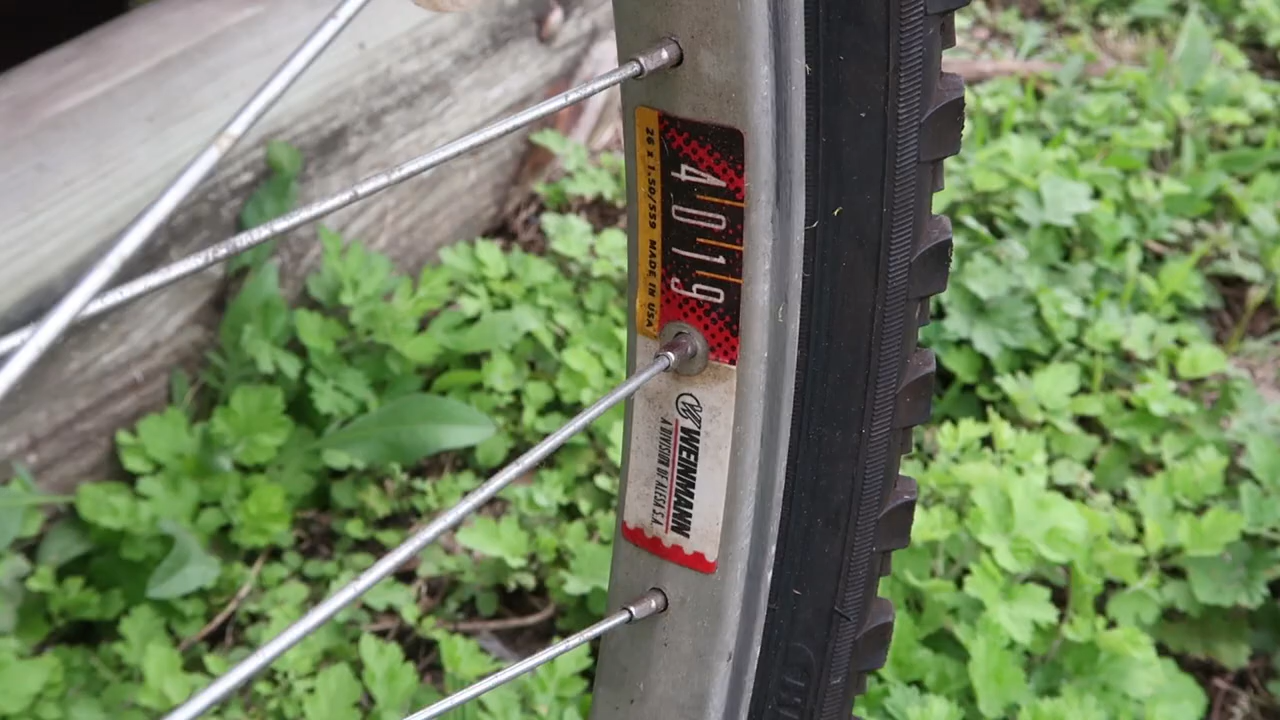 4019
26 X 1.50/559 MADE IN USA
WEINMANN
A DIVISION OF ALESA S.A.